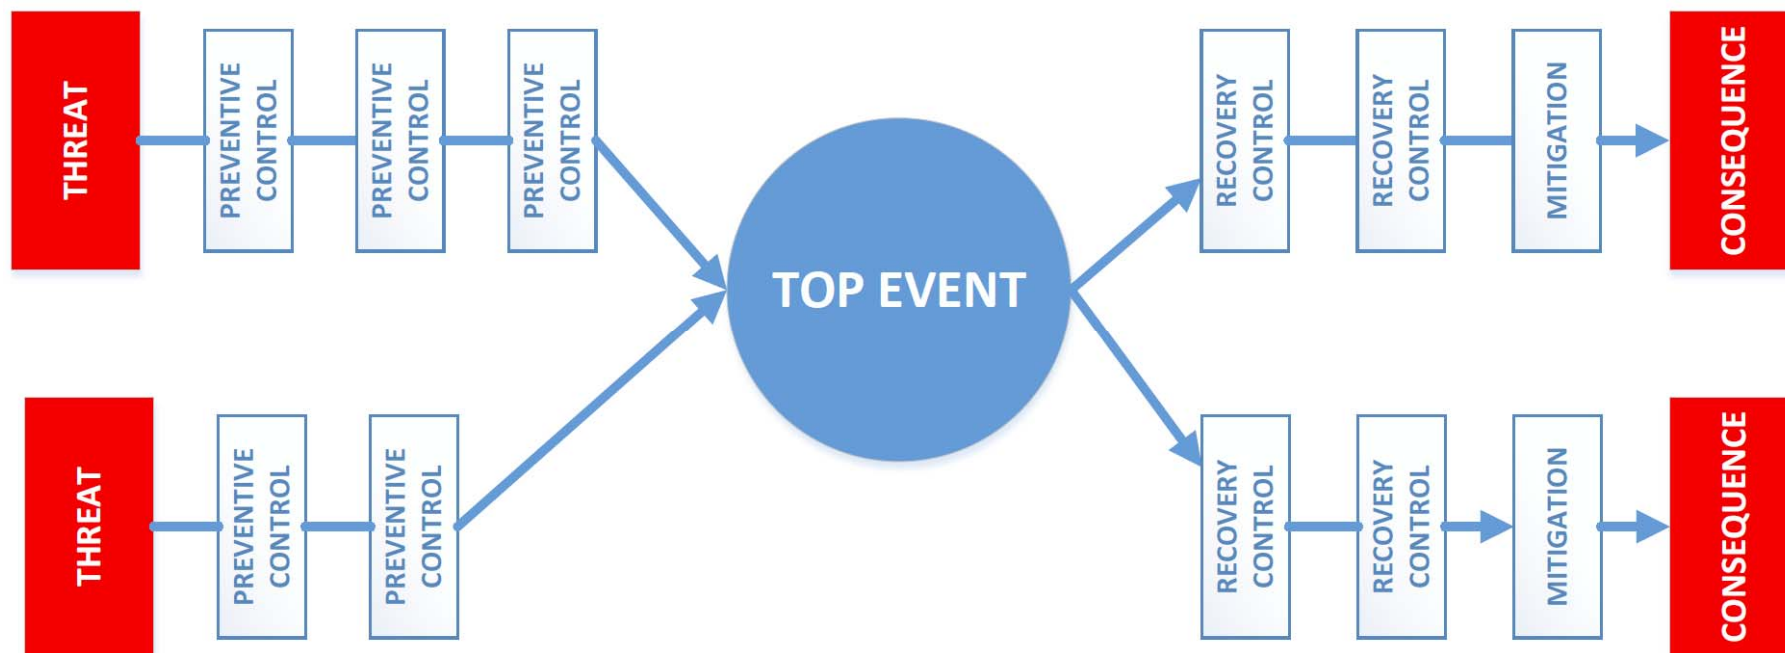 THREAT
PREVENTIVE
CONTROL
PREVENTIVE
CONTROL
PREVENTIVE
CONTROL
TOP EVENT
RECOVERY
CONTROL
RECOVERY
CONTROL
MITIGATION
CONSEQUENCE
THREAT
PREVENTIVE
CONTROL
PREVENTIVE
CONTROL
RECOVERY
CONTROL
RECOVERY
CONTROL
MITIGATION
CONSEQUENCE